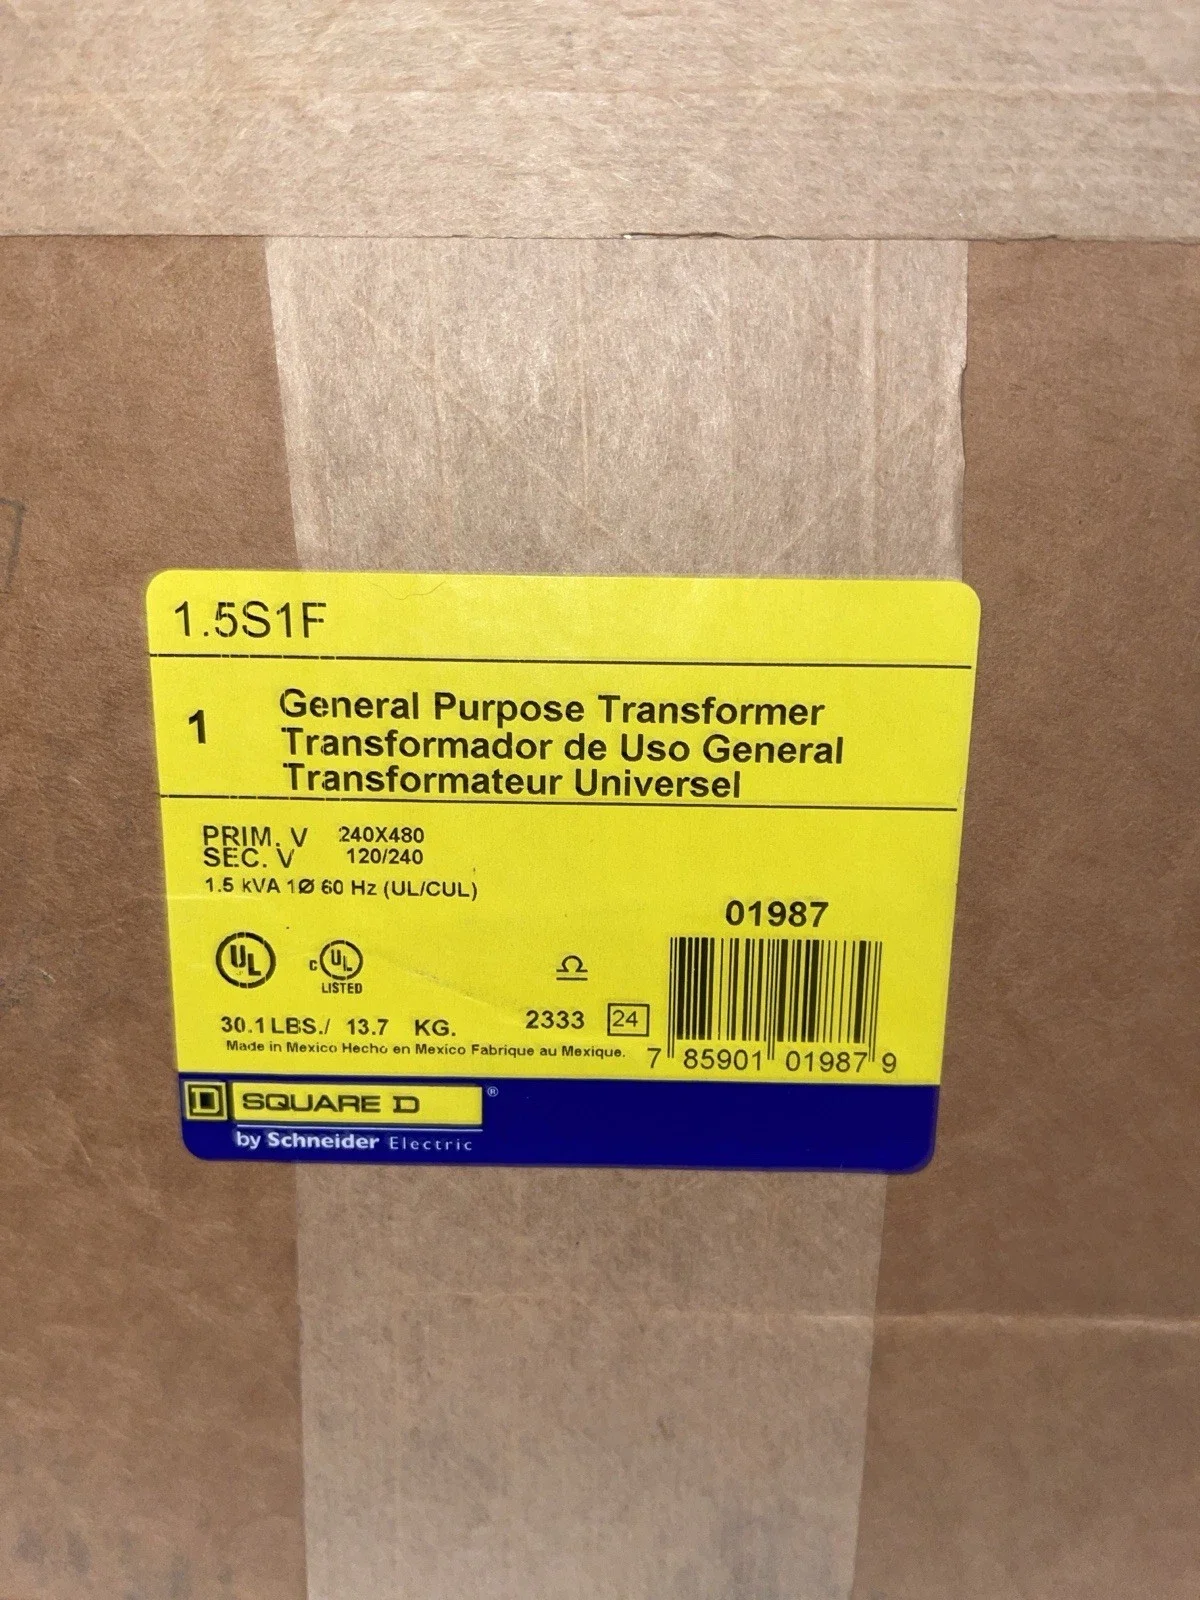 1.5S1F
1 General Purpose Transformer
Transformador de Uso General
Transformateur Universel
PRIM. V 240X480
SEC. V 120/240
1.5 kVA 1Ø 60 Hz (UL/CUL)
01987
UL
c UL
LISTED
30.1 LBS./ 13.7 KG.
2333 24
Made in Mexico Hecho en Mexico Fabrique au Mexique.
7 85901 01987 9
D SQUARE D ®
by Schneider Electric